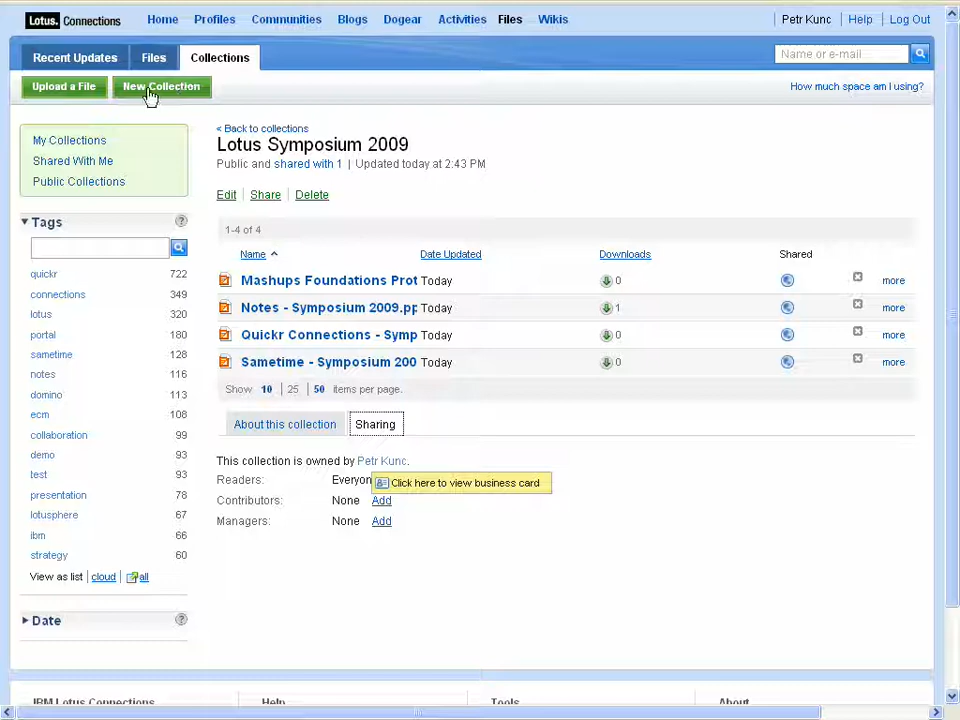 Lotus. Connections Home Profiles Communities Blogs Dogear Activities Files Wikis Petr Kunc Help Log Out
Recent Updates Files Collections Name or e-mail...
Upload a File New Collection How much space am I using?
My Collections
Shared With Me
Public Collections
Tags ?
quickr 722
connections 349
lotus 320
portal 180
sametime 128
notes 116
domino 113
ecm 108
collaboration 99
demo 93
test 93
presentation 78
lotusphere 67
ibm 66
strategy 60
View as list cloud all
Date ?
< Back to collections
Lotus Symposium 2009
Public and shared with 1 | Updated today at 2:43 PM
Edit Share Delete
1-4 of 4
Name Date Updated Downloads Shared
Mashups Foundations Prot Today 0 more
Notes - Symposium 2009.pp Today 1 more
Quickr Connections - Symp Today 0 more
Sametime - Symposium 200 Today 0 more
Show 10 | 25 | 50 items per page.
About this collection Sharing
This collection is owned by Petr Kunc.
Readers: Everyon Click here to view business card
Contributors: None Add
Managers: None Add
IBM Lotus Connections Help Tools About